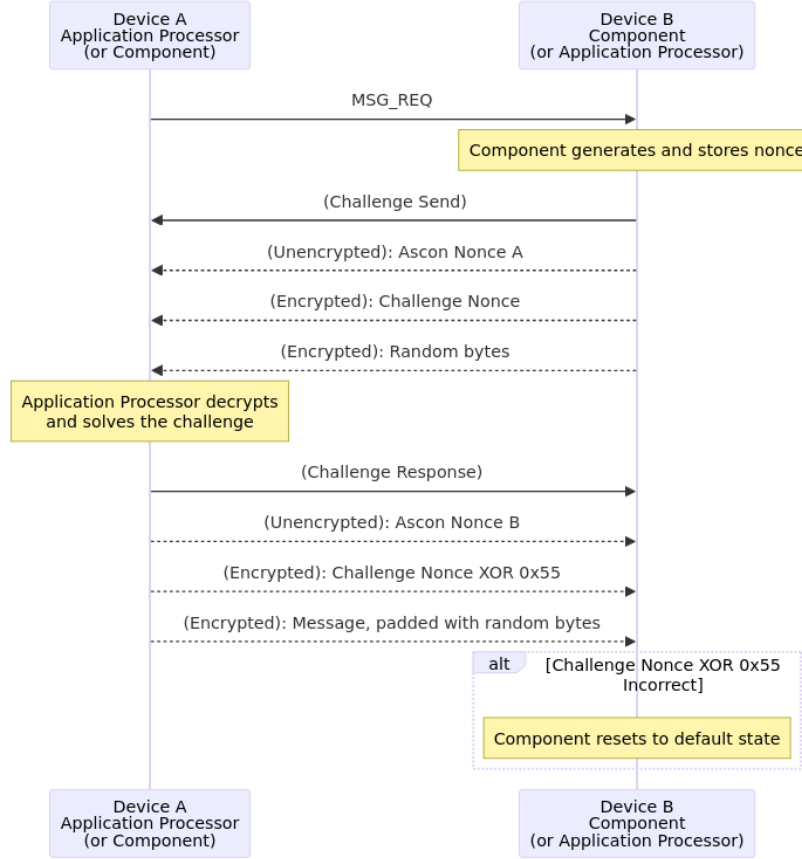 Device A
Application Processor
(or Component)
Device B
Component
(or Application Processor)
MSG_REQ
Component generates and stores nonce
(Challenge Send)
(Unencrypted): Ascon Nonce A
(Encrypted): Challenge Nonce
(Encrypted): Random bytes
Application Processor decrypts
and solves the challenge
(Challenge Response)
(Unencrypted): Ascon Nonce B
(Encrypted): Challenge Nonce XOR 0x55
(Encrypted): Message, padded with random bytes
alt
[Challenge Nonce XOR 0x55
Incorrect]
Component resets to default state
Device A
Application Processor
(or Component)
Device B
Component
(or Application Processor)